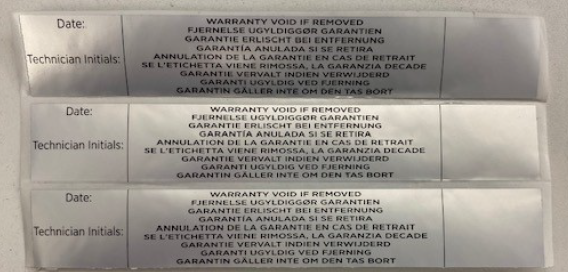 Date:
Technician Initials:
WARRANTY VOID IF REMOVED
FJERNELSE UGYLDIGGØR GARANTIEN
GARANTIE ERLISCHT BEI ENTFERNUNG
GARANTÍA ANULADA SI SE RETIRA
ANNULATION DE LA GARANTIE EN CAS DE RETRAIT
SE L'ETICHETTA VIENE RIMOSSA, LA GARANZIA DECADE
GARANTIE VERVALT INDIEN VERWIJDERD
GARANTI UGYLDIG VED FJERNING
GARANTIN GÄLLER INTE OM DEN TAS BORT
Date:
Technician Initials:
WARRANTY VOID IF REMOVED
FJERNELSE UGYLDIGGØR GARANTIEN
GARANTIE ERLISCHT BEI ENTFERNUNG
GARANTÍA ANULADA SI SE RETIRA
ANNULATION DE LA GARANTIE EN CAS DE RETRAIT
SE L'ETICHETTA VIENE RIMOSSA, LA GARANZIA DECADE
GARANTIE VERVALT INDIEN VERWIJDERD
GARANTI UGYLDIG VED FJERNING
GARANTIN GÄLLER INTE OM DEN TAS BORT
Date:
Technician Initials:
WARRANTY VOID IF REMOVED
FJERNELSE UGYLDIGGØR GARANTIEN
GARANTIE ERLISCHT BEI ENTFERNUNG
GARANTÍA ANULADA SI SE RETIRA
ANNULATION DE LA GARANTIE EN CAS DE RETRAIT
SE L'ETICHETTA VIENE RIMOSSA, LA GARANZIA DECADE
GARANTIE VERVALT INDIEN VERWIJDERD
GARANTI UGYLDIG VED FJERNING
GARANTIN GÄLLER INTE OM DEN TAS BORT